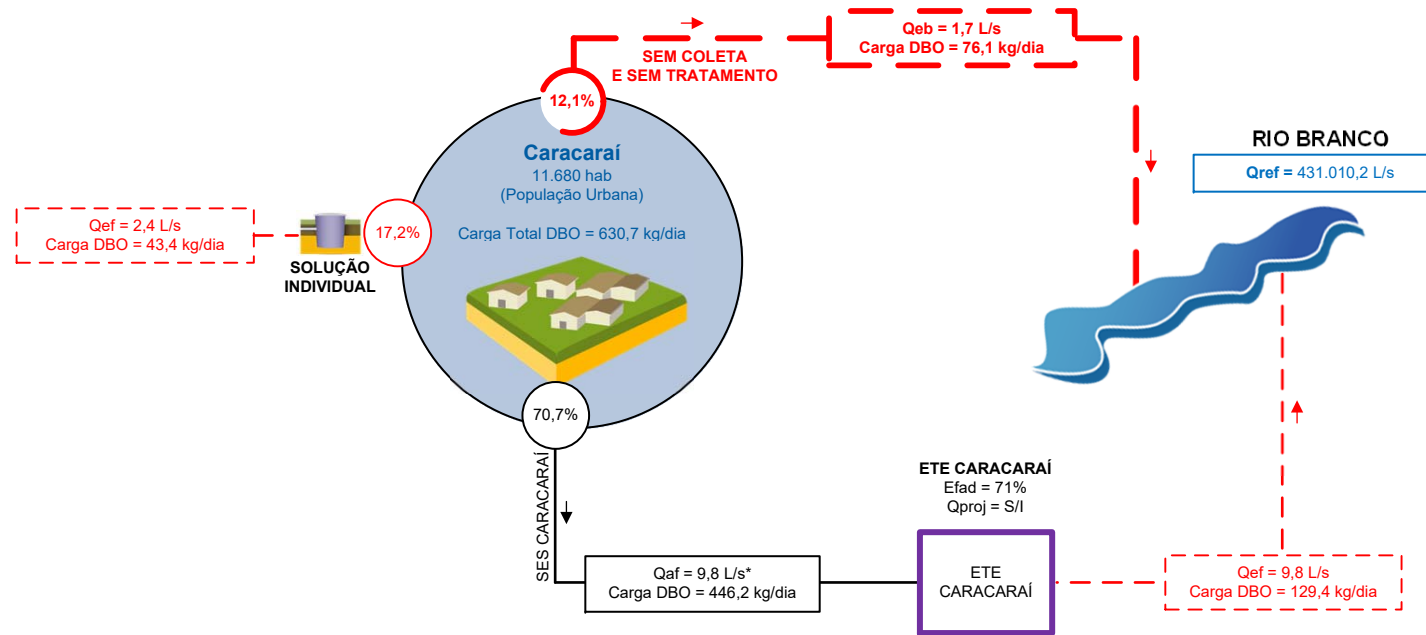 Qeb = 1,7 L/s
Carga DBO = 76,1 kg/dia
SEM COLETA
E SEM TRATAMENTO
12,1%
RIO BRANCO
Qref = 431.010,2 L/s
Caracaraí
11.680 hab
(População Urbana)
Carga Total DBO = 630,7 kg/dia
Qef = 2,4 L/s
Carga DBO = 43,4 kg/dia
17,2%
SOLUÇÃO
INDIVIDUAL
70,7%
SES CARACARAÍ
ETE CARACARAÍ
Efad = 71%
Qproj = S/I
Qaf = 9,8 L/s*
Carga DBO = 446,2 kg/dia
ETE
CARACARAÍ
Qef = 9,8 L/s
Carga DBO = 129,4 kg/dia